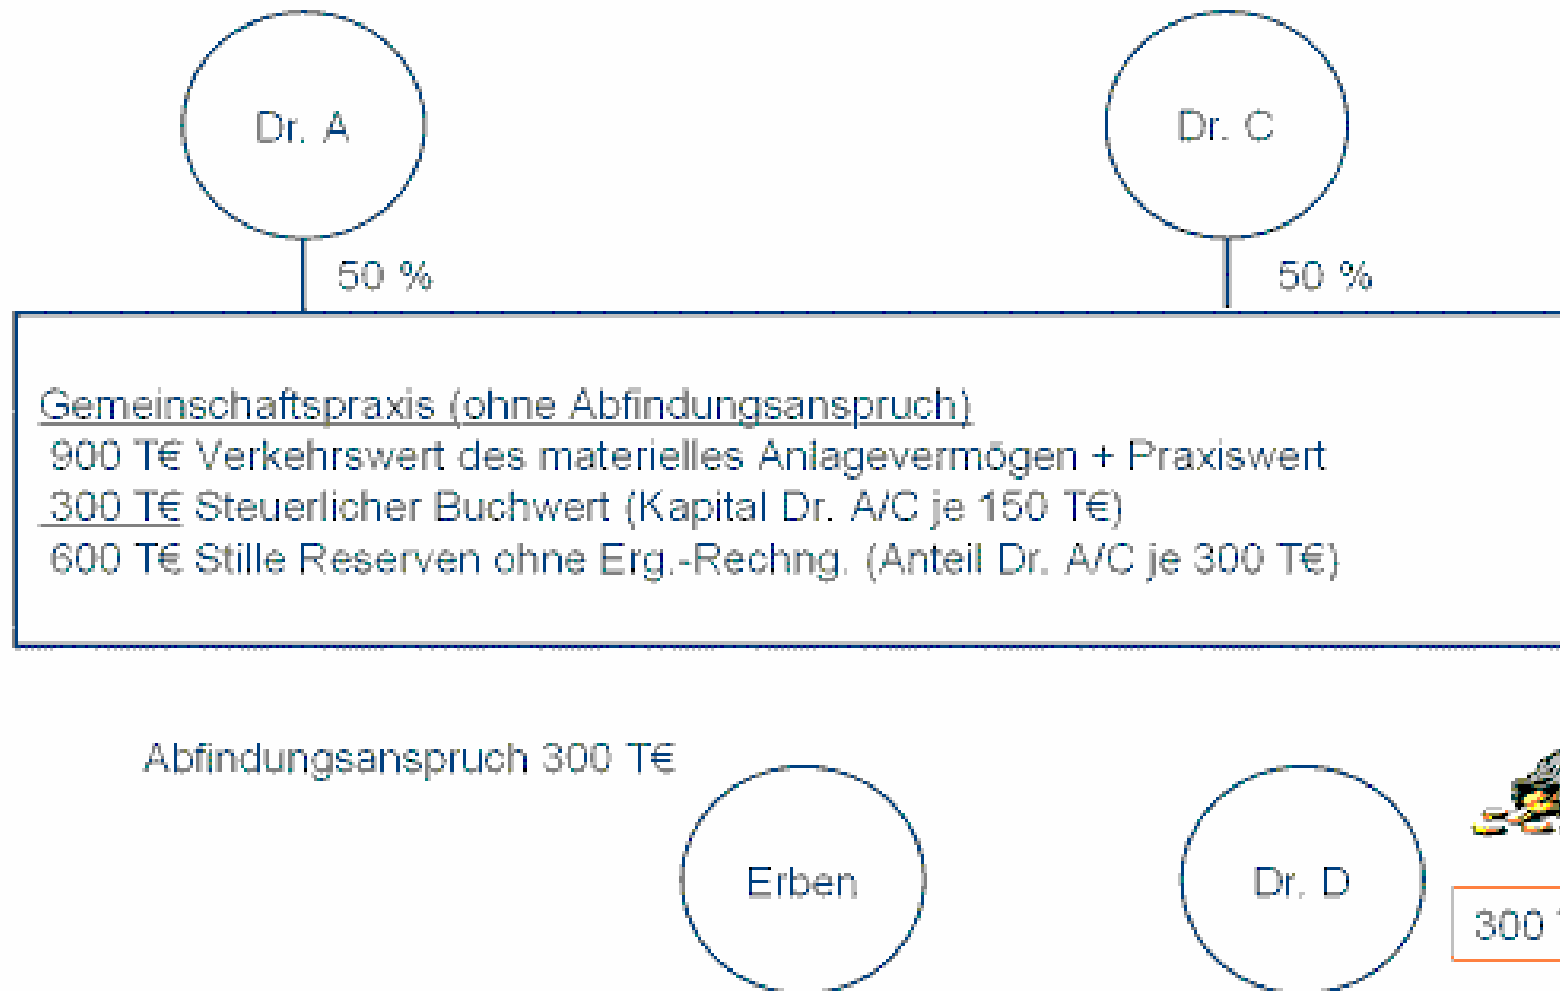 Dr. A
Dr. C
50 %
50 %
Gemeinschaftspraxis (ohne Abfindungsanspruch)
900 T€ Verkehrswert des materielles Anlagevermögen + Praxiswert
300 T€ Steuerlicher Buchwert (Kapital Dr. A/C je 150 T€)
600 T€ Stille Reserven ohne Erg.-Rechng. (Anteil Dr. A/C je 300 T€)
Abfindungsanspruch 300 T€
Erben
Dr. D
300